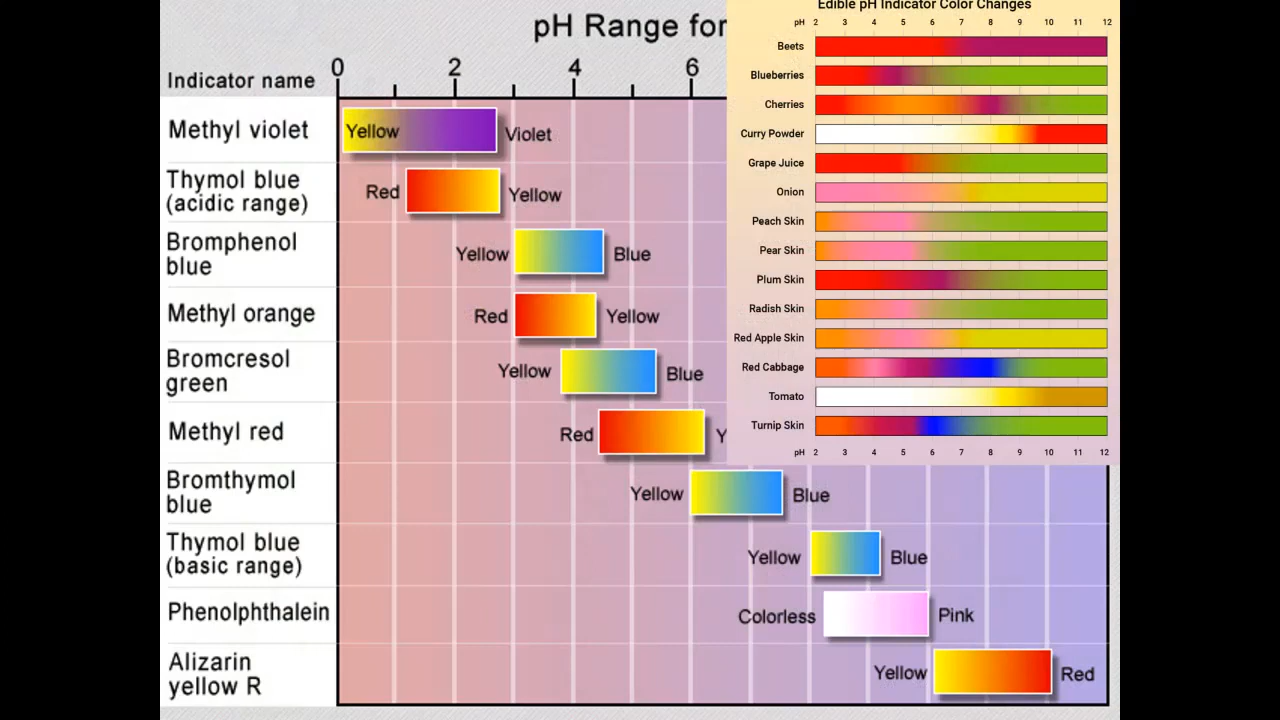 pH Range for
0 2 4 6
Indicator name
Methyl violet
Yellow
Violet
Thymol blue
(acidic range)
Red
Yellow
Bromphenol
blue
Yellow
Blue
Methyl orange
Red
Yellow
Bromcresol
green
Yellow
Blue
Methyl red
Red
Y
Bromthymol
blue
Yellow
Blue
Thymol blue
(basic range)
Yellow
Blue
Phenolphthalein
Colorless
Pink
Alizarin
yellow R
Yellow
Red
Edible pH Indicator Color Changes
pH 2 3 4 5 6 7 8 9 10 11 12
Beets
Blueberries
Cherries
Curry Powder
Grape Juice
Onion
Peach Skin
Pear Skin
Plum Skin
Radish Skin
Red Apple Skin
Red Cabbage
Tomato
Turnip Skin
pH 2 3 4 5 6 7 8 9 10 11 12